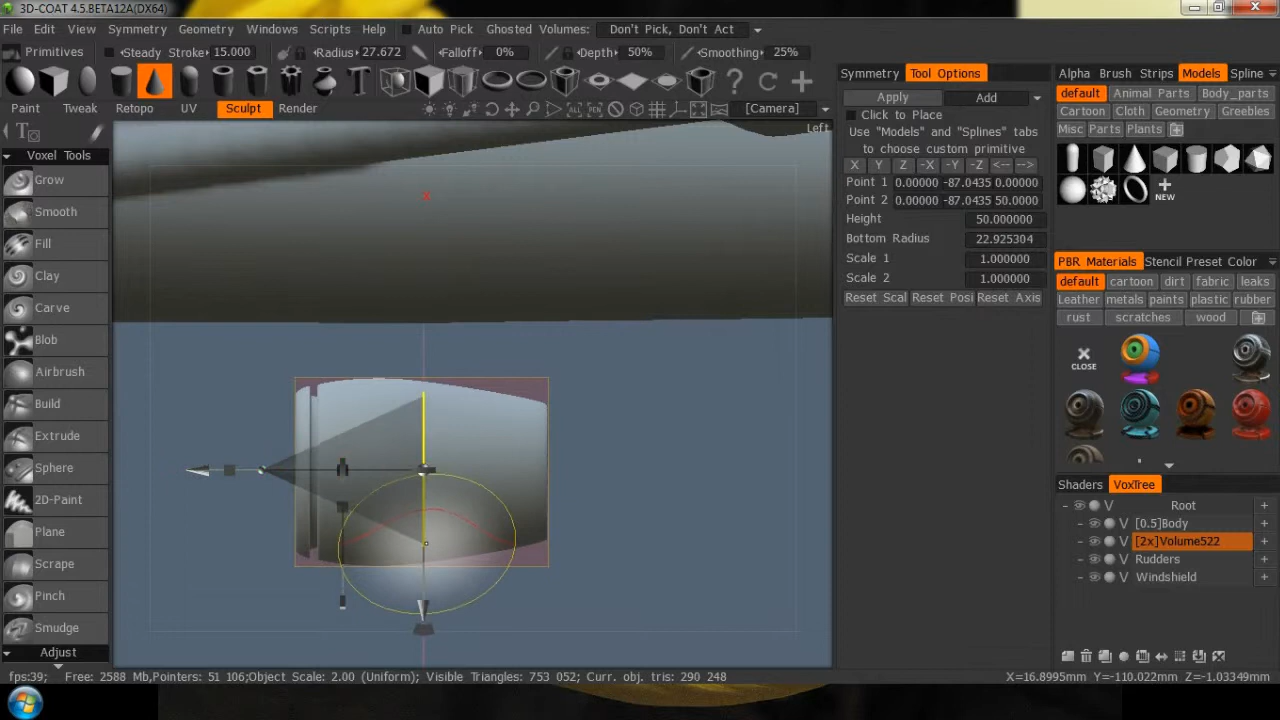 3D-COAT 4.5.BETA12A(DX64)
File Edit View Symmetry Geometry Windows Scripts Help Auto Pick Ghosted Volumes: Don't Pick, Don't Act
Primitives Steady Stroke 15.000 Radius 27.672 Falloff 0% Depth 50% Smoothing 25%
Symmetry Tool Options
Alpha Brush Strips Models Spline
Apply Add
default Animal Parts Body_parts
Paint Tweak Retopo UV Sculpt Render [Camera]
Click to Place
Cartoon Cloth Geometry Greebles
Left
Use "Models" and "Splines" tabs
to choose custom primitive
Misc Parts Plants
Voxel Tools
X Y Z -X -Y -Z <-- -->
Grow
Point 1 0.00000 -87.0435 0.00000
Point 2 0.00000 -87.0435 50.0000
NEW
Smooth
Height 50.000000
Fill
Bottom Radius 22.925304
Clay
Scale 1 1.000000
PBR Materials Stencil Preset Color
Scale 2 1.000000
default cartoon dirt fabric leaks
Reset Scal Reset Posi Reset Axis
Leather metals paints plastic rubber
Carve
rust scratches wood
Blob
CLOSE
Airbrush
Build
Extrude
Sphere
Shaders VoxTree
2D-Paint
Root
[0.5]Body
Plane
[2x]Volume522
Scrape
Rudders
Windshield
Pinch
Smudge
Adjust
fps:39; Free: 2588 Mb,Pointers: 51 106;Object Scale: 2.00 (Uniform); Visible Triangles: 753 052; Curr. obj. tris: 290 248 X=16.8995mm Y=-110.022mm Z=-1.03349mm